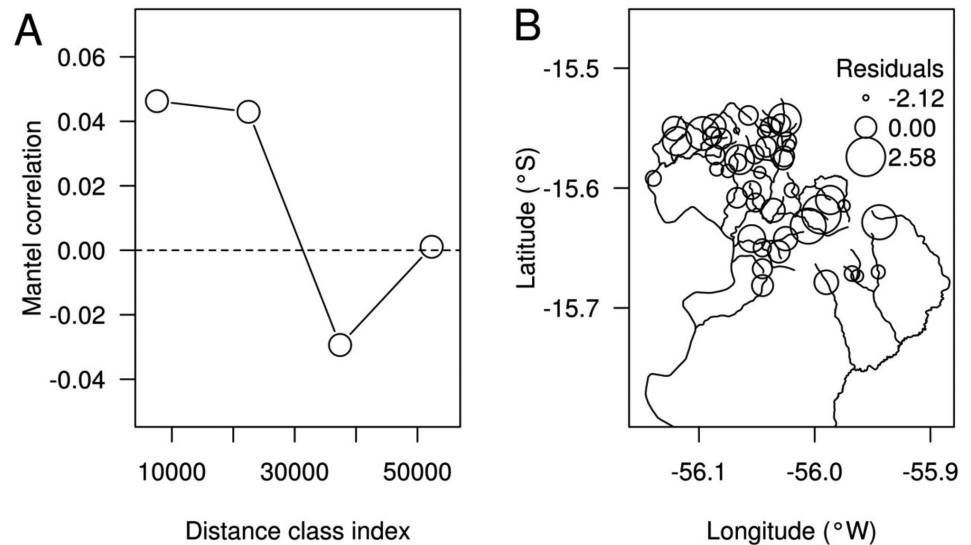 A
0.06
0.04
0.02
0.00
-0.02
-0.04
Mantel correlation
10000
30000
50000
Distance class index
B
-15.5
-15.6
-15.7
Latitude (°S)
Residuals
-2.12
0.00
2.58
-56.1
-56.0
-55.9
Longitude (°W)